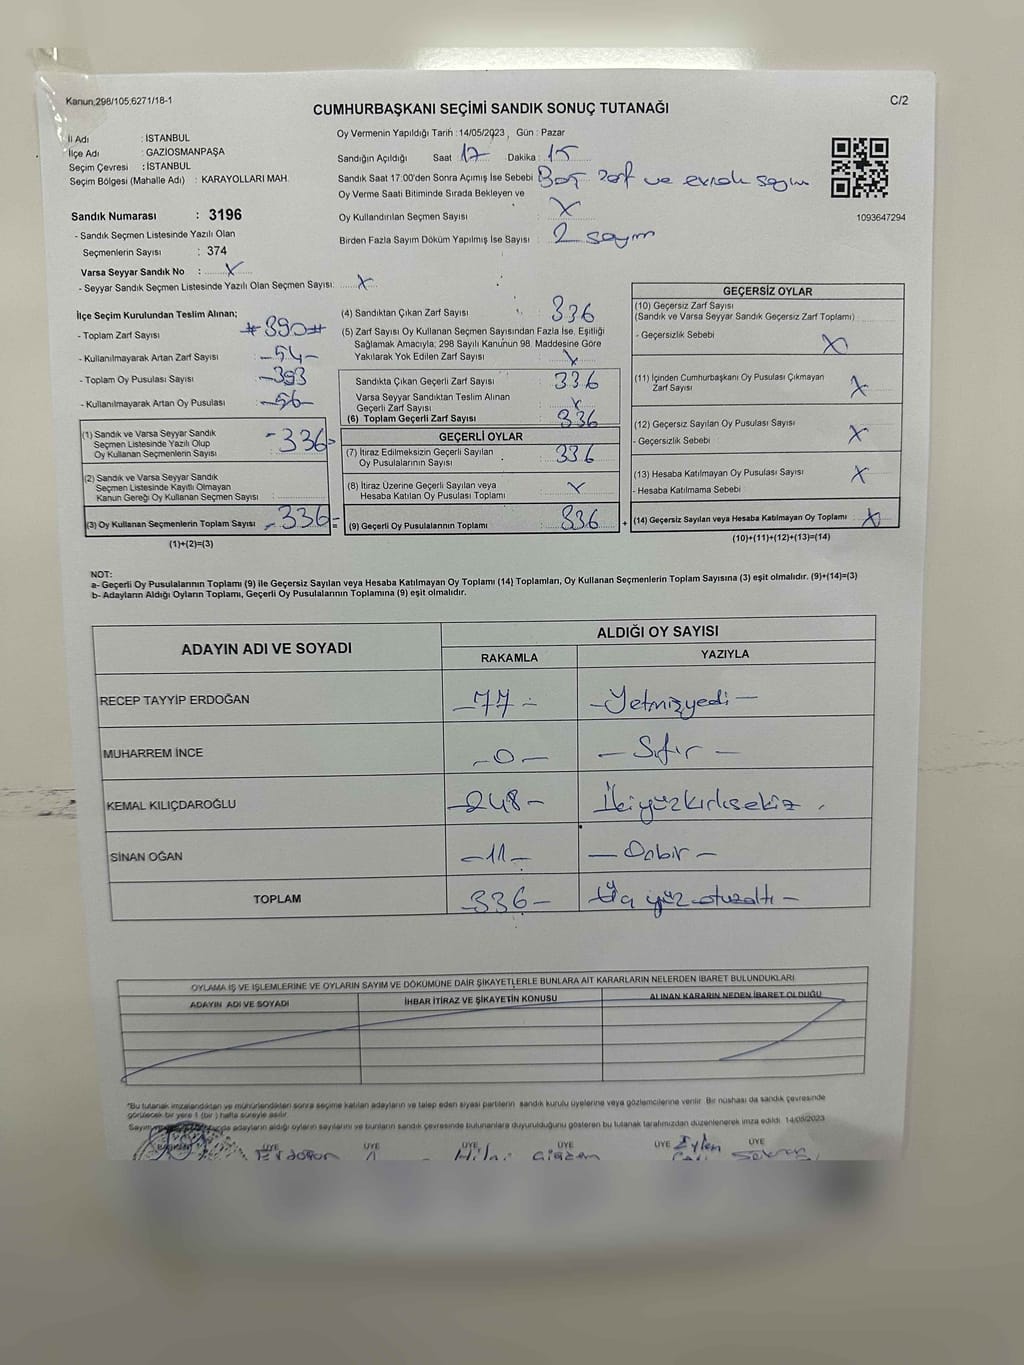 Kanun;298/105,6271/18-1
C/2
CUMHURBAŞKANI SEÇİMİ SANDIK SONUÇ TUTANAĞI
İl Adı : İSTANBUL
İlçe Adı : GAZİOSMANPAŞA
Seçim Çevresi : İSTANBUL
Seçim Bölgesi (Mahalle Adı) : KARAYOLLARI MAH.
Oy Vermenin Yapıldığı Tarih :14/05/2023 , Gün : Pazar
Sandığın Açıldığı Saat 17 Dakika : 15
Sandık Saat 17:00'den Sonra Açımış İse Sebebi : Boş zarf ve evrak sayım
Oy Verme Saati Bitiminde Sırada Bekleyen ve
Oy Kullandırılan Seçmen Sayısı : X
Birden Fazla Sayım Döküm Yapılmış İse Sayısı : 2 sayım
1093647294
Sandık Numarası : 3196
- Sandık Seçmen Listesinde Yazılı Olan
Seçmenlerin Sayısı : 374
Varsa Seyyar Sandık No : X
- Seyyar Sandık Seçmen Listesinde Yazılı Olan Seçmen Sayısı: X
İlçe Seçim Kurulundan Teslim Alınan;
- Toplam Zarf Sayısı #390#
- Kullanılmayarak Artan Zarf Sayısı -54-
- Toplam Oy Pusulası Sayısı -393
- Kullanılmayarak Artan Oy Pusulası -56-
(1) Sandık ve Varsa Seyyar Sandık
Seçmen Listesinde Yazılı Olup
Oy Kullanan Seçmenlerin Sayısı -336-
(2) Sandık ve Varsa Seyyar Sandık
Seçmen Listesinde Kayıtlı Olmayan
Kanun Gereği Oy Kullanan Seçmen Sayısı :
(3) Oy Kullanan Seçmenlerin Toplam Sayısı -336-
(1)+(2)=(3)
(4) Sandıktan Çıkan Zarf Sayısı 336
(5) Zarf Sayısı Oy Kullanan Seçmen Sayısından Fazla İse, Eşitliği
Sağlamak Amacıyla; 298 Sayılı Kanunun 98. Maddesine Göre
Yakılarak Yok Edilen Zarf Sayısı X
Sandıkta Çıkan Geçerli Zarf Sayısı 336
Varsa Seyyar Sandıktan Teslim Alınan
Geçerli Zarf Sayısı X
(6) Toplam Geçerli Zarf Sayısı 336
GEÇERLİ OYLAR
(7) İtiraz Edilmeksizin Geçerli Sayılan
Oy Pusulalarının Sayısı 336
(8) İtiraz Üzerine Geçerli Sayılan veya
Hesaba Katılan Oy Pusulası Toplamı X
= (9) Geçerli Oy Pusulalarının Toplamı 336
GEÇERSİZ OYLAR
(10) Geçersiz Zarf Sayısı
(Sandık ve Varsa Seyyar Sandık Geçersiz Zarf Toplamı)
- Geçersizlik Sebebi X
(11) İçinden Cumhurbaşkanı Oy Pusulası Çıkmayan
Zarf Sayısı X
(12) Geçersiz Sayılan Oy Pusulası Sayısı
- Geçersizlik Sebebi X
(13) Hesaba Katılmayan Oy Pusulası Sayısı X
- Hesaba Katılmama Sebebi
+ (14) Geçersiz Sayılan veya Hesaba Katılmayan Oy Toplamı X
(10)+(11)+(12)+(13)=(14)
NOT:
a- Geçerli Oy Pusulalarının Toplamı (9) ile Geçersiz Sayılan veya Hesaba Katılmayan Oy Toplamı (14) Toplamları, Oy Kullanan Seçmenlerin Toplam Sayısına (3) eşit olmalıdır. (9)+(14)=(3)
b- Adayların Aldığı Oyların Toplamı, Geçerli Oy Pusulalarının Toplamına (9) eşit olmalıdır.
ADAYIN ADI VE SOYADI
ALDIĞI OY SAYISI
RAKAMLA YAZIYLA
RECEP TAYYİP ERDOĞAN -77- -Yetmişyedi-
MUHARREM İNCE -0- -Sıfır-
KEMAL KILIÇDAROĞLU -248- İkiyüzkırksekiz
SİNAN OĞAN -11- -Onbir-
TOPLAM -336- Üç yüz otuzaltı-
OYLAMA İŞ VE İŞLEMLERİNE VE OYLARIN SAYIM VE DÖKÜMÜNE DAİR ŞİKAYETLERLE BUNLARA AİT KARARLARIN NELERDEN İBARET BULUNDUKLARI
ADAYIN ADI VE SOYADI İHBAR İTİRAZ VE ŞİKAYETİN KONUSU ALINAN KARARIN NEDEN İBARET OLDUĞU
*Bu tutanak imzalandıktan ve mühürlendikten sonra seçime katılan adayların ve talep eden siyasi partilerin sandık kurulu üyelerine veya gözlemcilerine verilir. Bir nüshası da sandık çevresinde
görülecek bir yere 1 (bir) hafta süreyle asılır.
adayların aldığı oyların sayılarını ve bunların sandık çevresinde bulunanlara duyurulduğunu gösteren bu tutanak tarafımızdan düzenlenerek imza edildi. 14/05/2023
BAŞKAN ÜYE ÜYE ÜYE ÜYE ÜYE ÜYE
Eylen